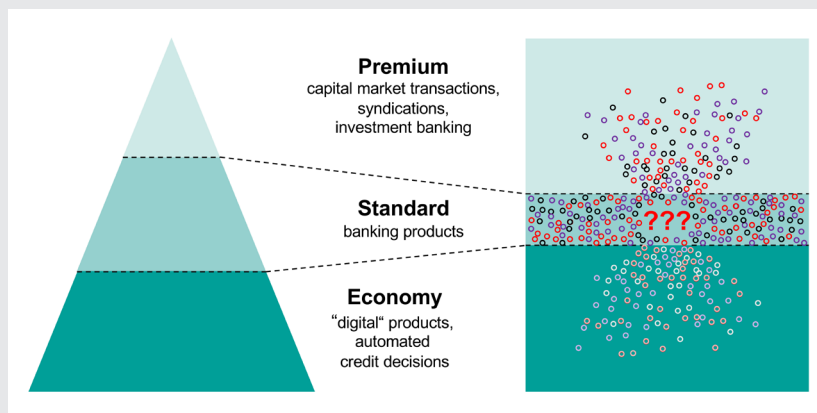 Premium
capital market transactions,
syndications,
investment banking
Standard
banking products
???
Economy
“digital“ products,
automated
credit decisions